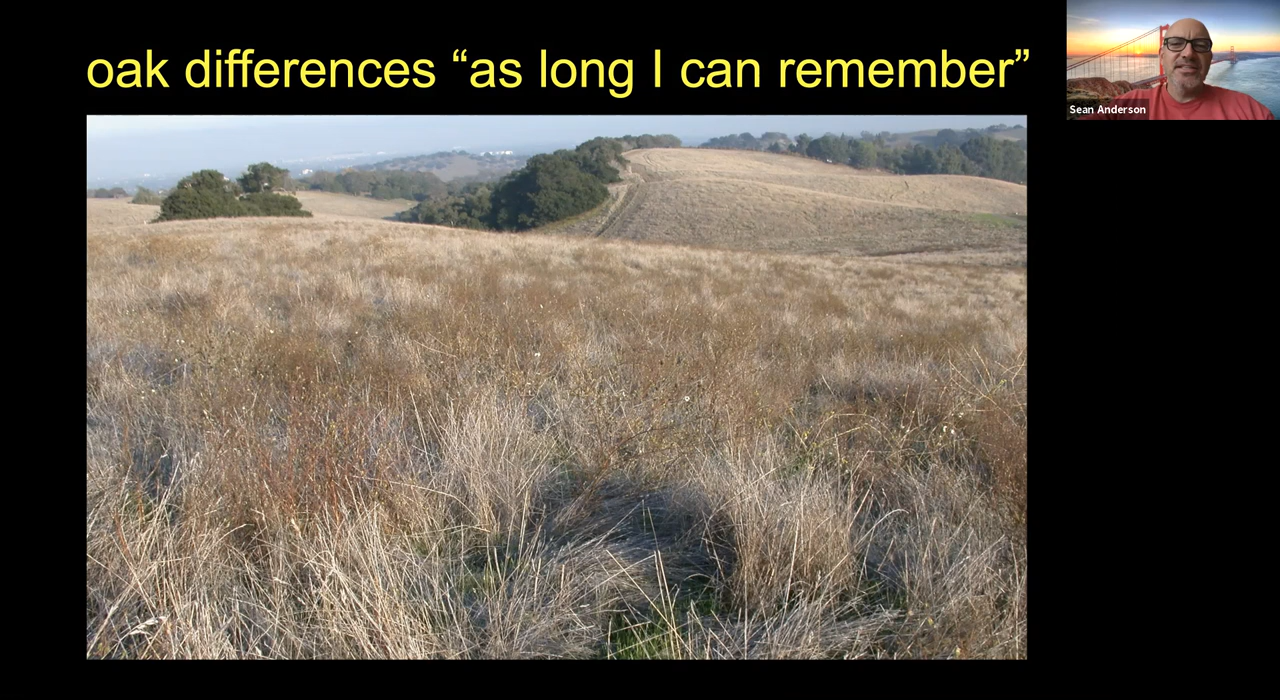 oak differences “as long I can remember”
Sean Anderson